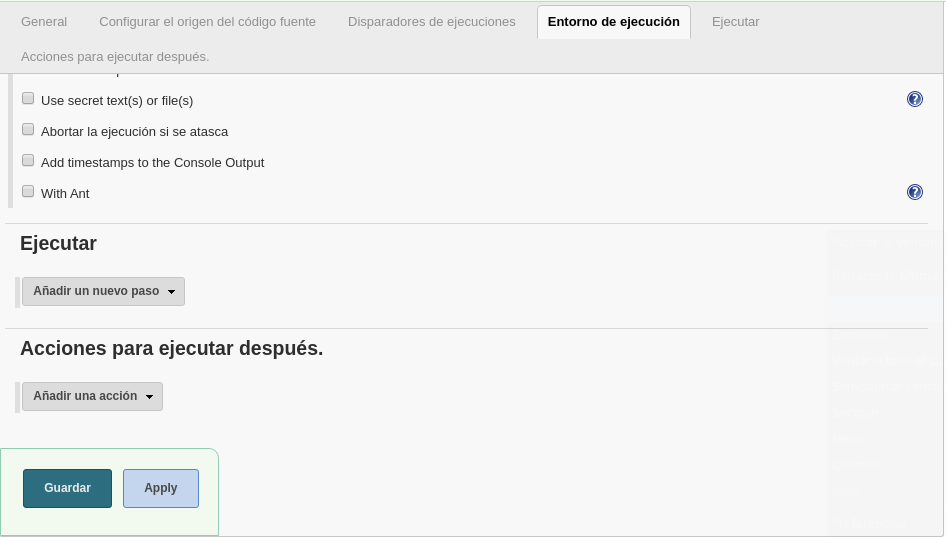 General Configurar el origen del código fuente Disparadores de ejecuciones Entorno de ejecución Ejecutar
Acciones para ejecutar después.
Use secret text(s) or file(s)
Abortar la ejecución si se atasca
Add timestamps to the Console Output
With Ant
Ejecutar
Añadir un nuevo paso
Acciones para ejecutar después.
Añadir una acción
Guardar Apply